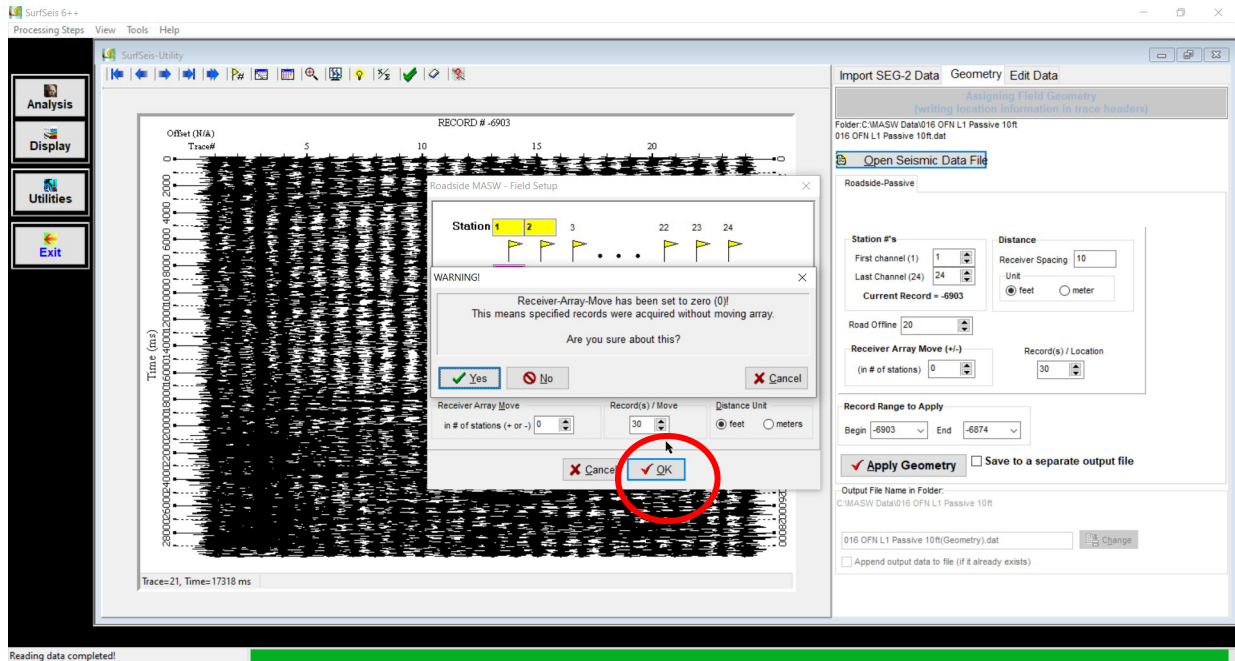 SurfSeis 6++
Processing Steps View Tools Help
SurfSeis-Utility
Analysis
Display
Utilities
Exit
RECORD # -6903
Offset (N/A)
Trace# 5 10 15 20
0 0
2000
4000
6000
8000
Time (ms)
28000
Trace=21, Time=17318 ms
Roadside MASW - Field Setup
Station 1 2 3 22 23 24
WARNING!
Receiver-Array-Move has been set to zero (0)!
This means specified records were acquired without moving array.
Are you sure about this?
Yes No Cancel
Receiver Array Move Record(s) / Move Distance Unit
in # of stations (+ or -) 0 30 feet meters
Cancel OK
Import SEG-2 Data Geometry Edit Data
Assigning Field Geometry
(writing location information in trace headers)
Folder:C:\MASW Data\016 OFN L1 Passive 10ft
016 OFN L1 Passive 10ft.dat
Open Seismic Data File
Roadside-Passive
Station #'s Distance
First channel (1) 1 Receiver Spacing 10
Last Channel (24) 24 Unit
Current Record = -6903 feet meter
Road Offline 20
Receiver Array Move (+/-) Record(s) / Location
(in # of stations) 0 30
Record Range to Apply
Begin -6903 End -6874
Apply Geometry Save to a separate output file
Output File Name in Folder:
C:\MASW Data\016 OFN L1 Passive 10ft
016 OFN L1 Passive 10ft(Geometry).dat Change
Append output data to file (if it already exists)
Reading data completed!